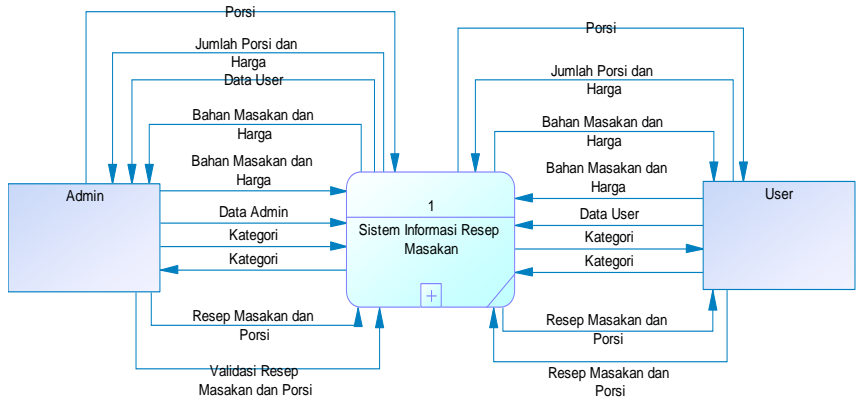 Porsi
Jumlah Porsi dan
Harga
Data User
Bahan Masakan dan
Harga
Bahan Masakan dan
Harga
Admin
Data Admin
Kategori
Kategori
Resep Masakan dan
Porsi
Validasi Resep
Masakan dan Porsi
1
Sistem Informasi Resep
Masakan
Porsi
Jumlah Porsi dan
Harga
Bahan Masakan dan
Harga
Bahan Masakan dan
Harga
User
Data User
Kategori
Kategori
Resep Masakan dan
Porsi
Resep Masakan dan
Porsi